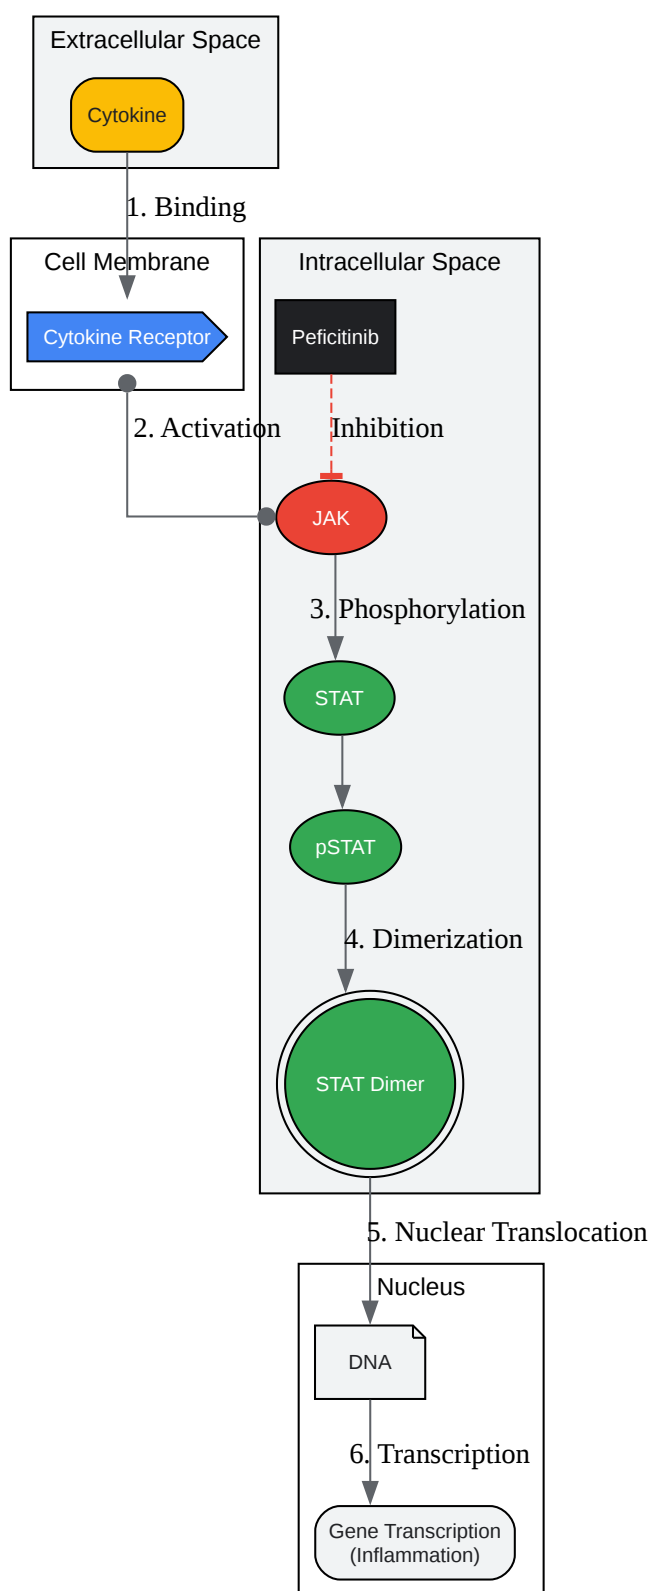 Extracellular Space
Cytokine
1. Binding
Cell Membrane
Cytokine Receptor
Intracellular Space
Peficitinib
2. Activation
Inhibition
JAK
3. Phosphorylation
STAT
pSTAT
4. Dimerization
STAT Dimer
5. Nuclear Translocation
Nucleus
DNA
6. Transcription
Gene Transcription
(Inflammation)